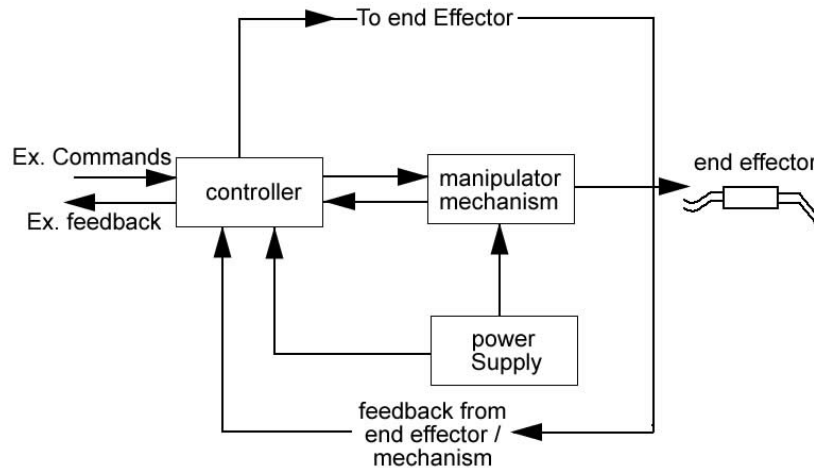 To end Effector
Ex. Commands
controller
manipulator
mechanism
end effector
Ex. feedback
power
Supply
feedback from
end effector /
mechanism